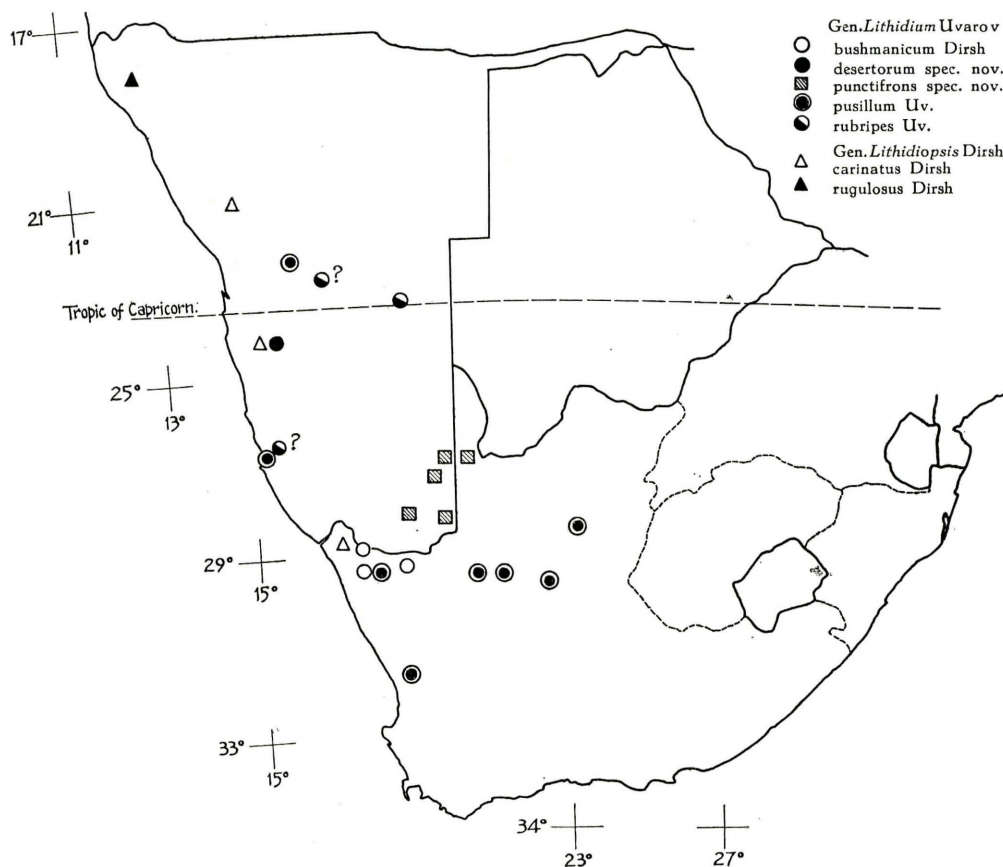 Gen. Lithidium Uvarov
bushmanicum Dirsh
desertorum spec. nov.
punctifrons spec. nov.
pusillum Uv.
rubripes Uv.
Gen. Lithidiopsis Dirsh
carinatus Dirsh
rugulosus Dirsh
17°
21°
11°
?
Tropic of Capricorn:
25°
13°
?
29°
15°
33°
15°
34°
23°
27°